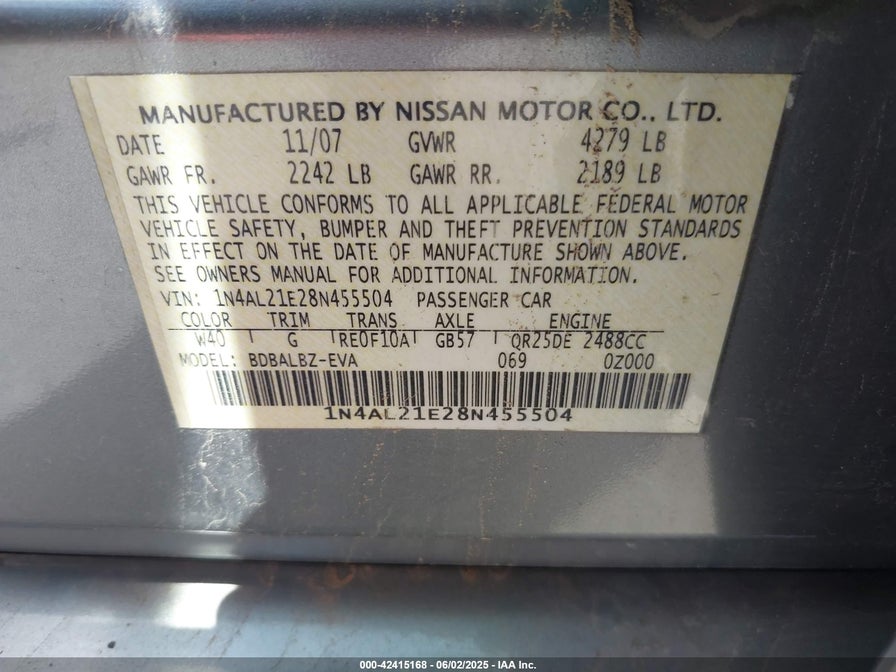 MANUFACTURED BY NISSAN MOTOR CO., LTD.
DATE 11/07 GVWR 4279 LB
GAWR FR. 2242 LB GAWR RR. 2189 LB
THIS VEHICLE CONFORMS TO ALL APPLICABLE FEDERAL MOTOR
VEHICLE SAFETY, BUMPER AND THEFT PREVENTION STANDARDS
IN EFFECT ON THE DATE OF MANUFACTURE SHOWN ABOVE.
SEE OWNERS MANUAL FOR ADDITIONAL INFORMATION.
VIN: 1N4AL21E28N455504 PASSENGER CAR
COLOR TRIM TRANS AXLE ENGINE
W40 G RE0F10A GB57 QR25DE 2488CC
MODEL: BDBALBZ-EVA 069 0Z000
1N4AL21E28N455504
000-42415168 - 06/02/2025 - IAA Inc.